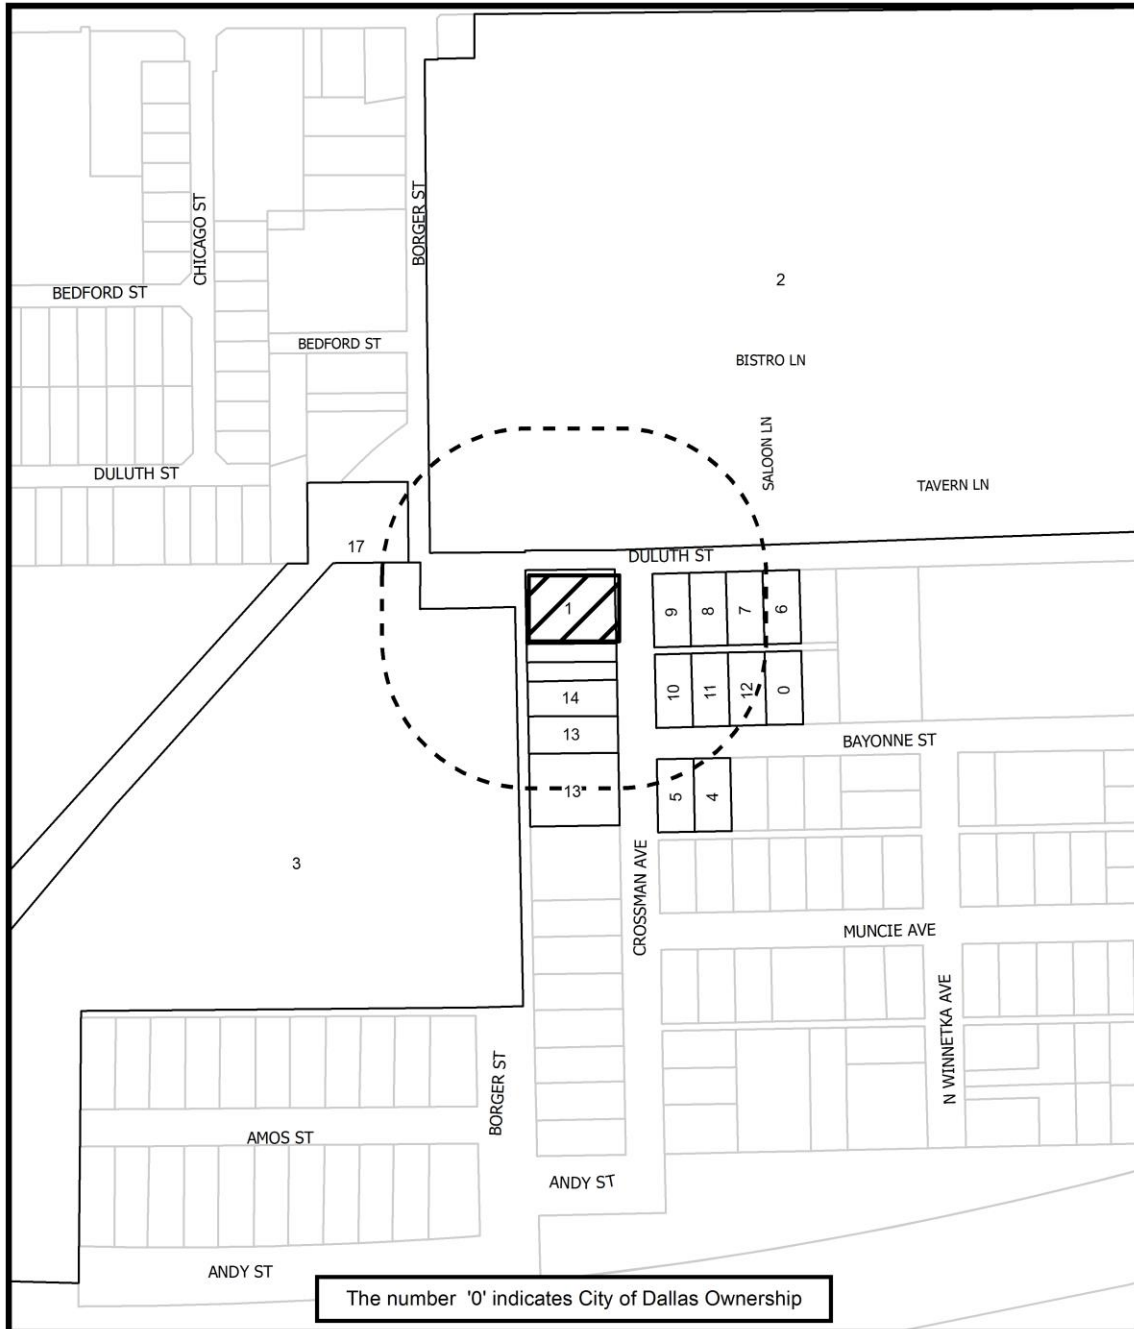 CHICAGO ST
BORGER ST
2
BEDFORD ST
BEDFORD ST
BISTRO LN
SALOON LN
DULUTH ST
TAVERN LN
17
DULUTH ST
1
9
8
7
6
14
10
11
12
0
13
BAYONNE ST
13
5
4
3
CROSSMAN AVE
MUNCIE AVE
N WINNETKA AVE
BORGER ST
AMOS ST
ANDY ST
ANDY ST
The number '0' indicates City of Dallas Ownership